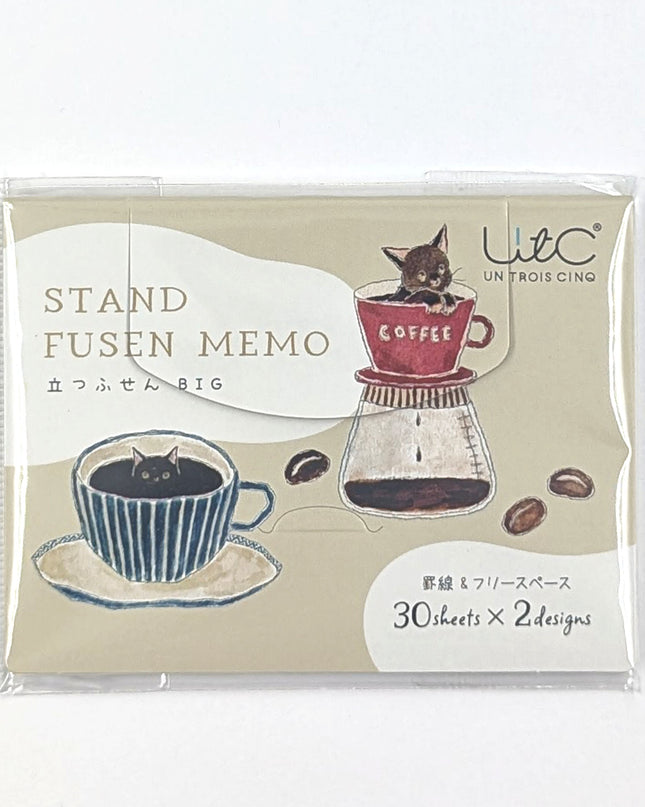 STAND
FUSEN MEMO
立つふせん BIG
UtC®
UN TROIS CINQ
COFFEE
罫線&フリースペース
30sheets×2designs